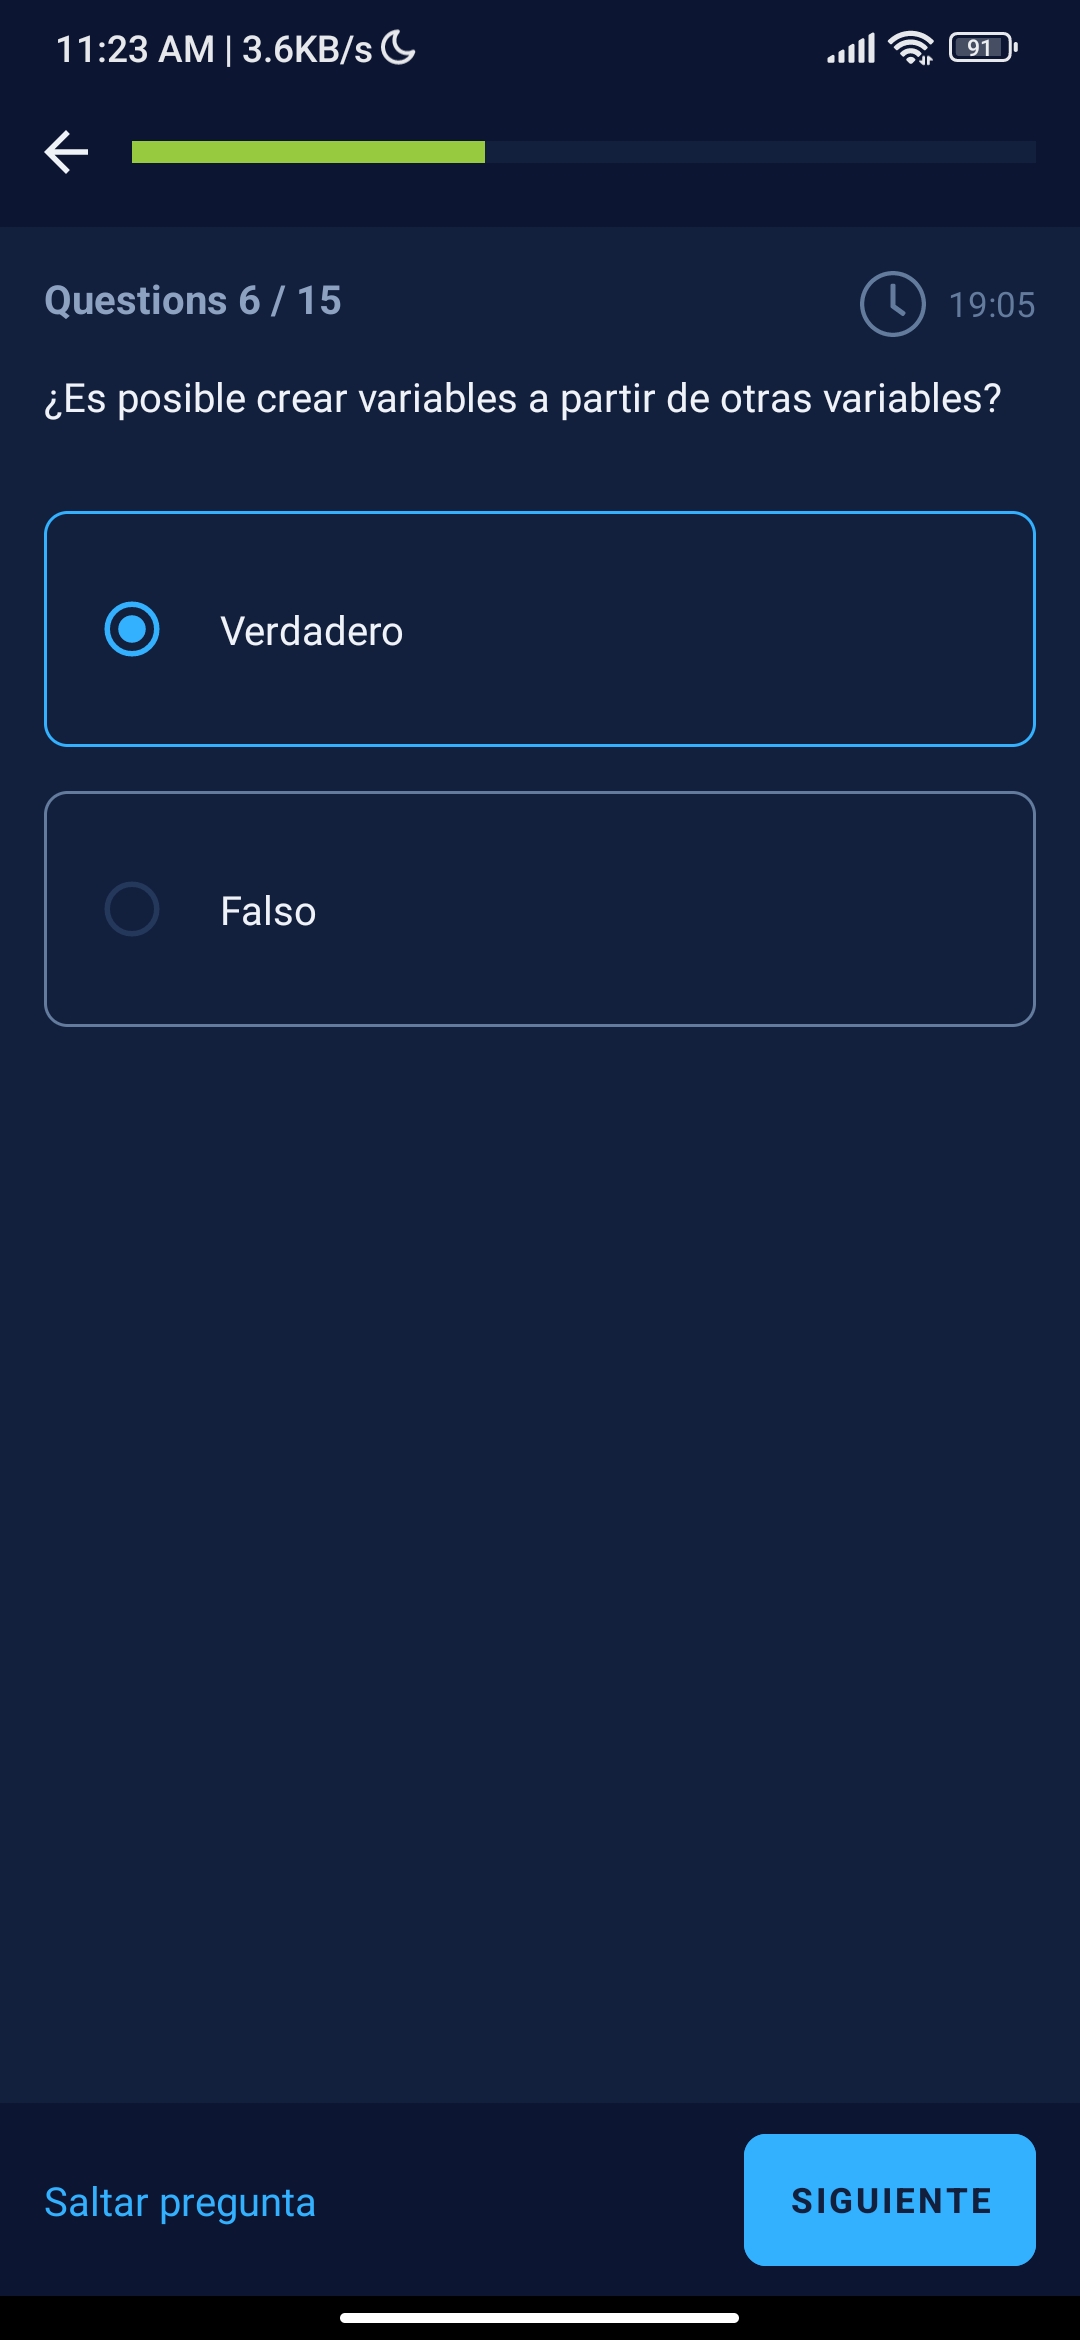 11:23 AM | 3.6KB/s
91
Questions 6 / 15
19:05
¿Es posible crear variables a partir de otras variables?
Verdadero
Falso
Saltar pregunta
SIGUIENTE